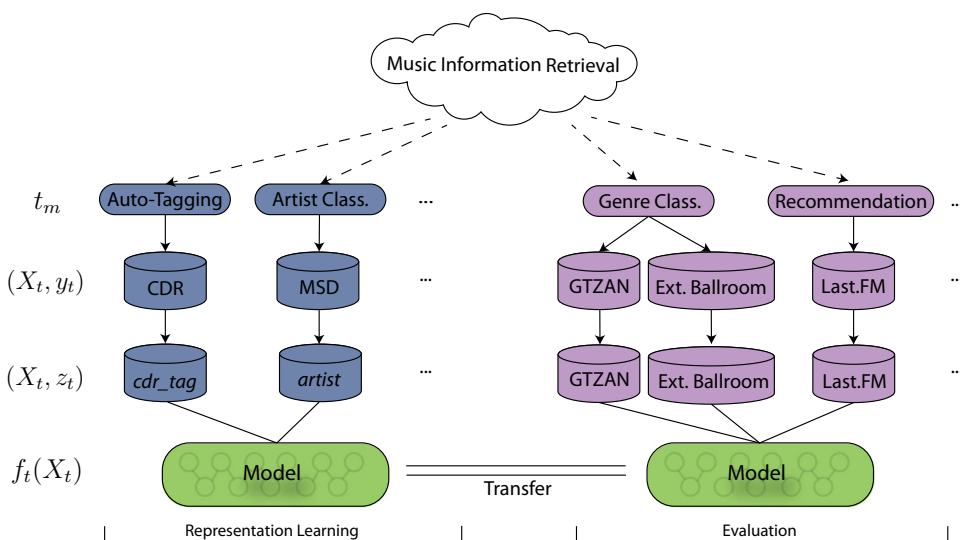 Music Information Retrieval
t_m Auto-Tagging Artist Class. ... Genre Class. Recommendation ..
(X_t, y_t) CDR MSD ... GTZAN Ext. Ballroom Last.FM ..
(X_t, z_t) cdr_tag artist ... GTZAN Ext. Ballroom Last.FM ..
f_t(X_t) Model Transfer Model
Representation Learning Evaluation